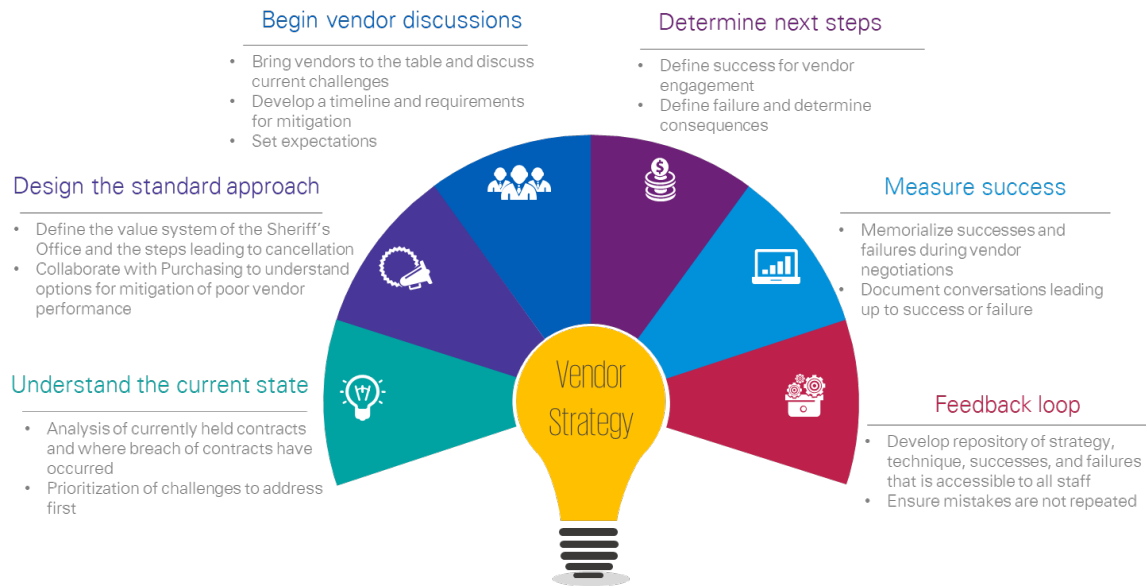 Begin vendor discussions
• Bring vendors to the table and discuss
current challenges
• Develop a timeline and requirements
for mitigation
• Set expectations
Determine next steps
• Define success for vendor
engagement
• Define failure and determine
consequences
Design the standard approach
• Define the value system of the Sheriff's
Office and the steps leading to cancellation
• Collaborate with Purchasing to understand
options for mitigation of poor vendor
performance
Measure success
• Memorialize successes and
failures during vendor
negotiations
• Document conversations leading
up to success or failure
Understand the current state
• Analysis of currently held contracts
and where breach of contracts have
occurred
• Prioritization of challenges to address
first
Vendor
Strategy
Feedback loop
• Develop repository of strategy,
technique, successes, and failures
that is accessible to all staff
• Ensure mistakes are not repeated